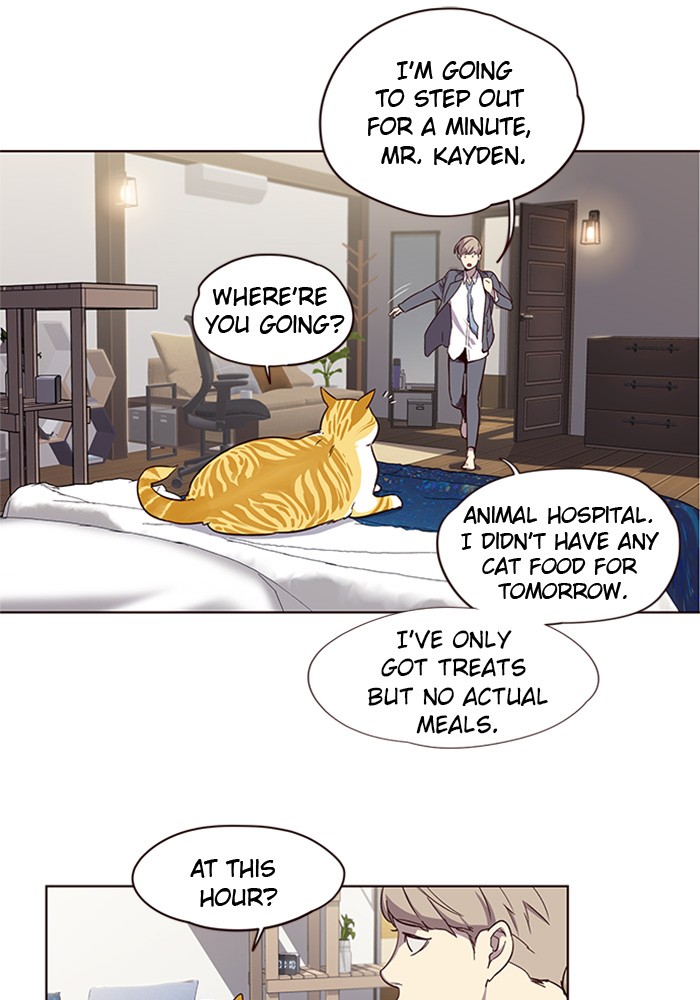 I'M GOING
TO STEP OUT
FOR A MINUTE,
MR. KAYDEN.
WHERE'RE
YOU GOING?
ANIMAL HOSPITAL.
I DIDN'T HAVE ANY
CAT FOOD FOR
TOMORROW.
I'VE ONLY
GOT TREATS
BUT NO ACTUAL
MEALS.
AT THIS
HOUR?